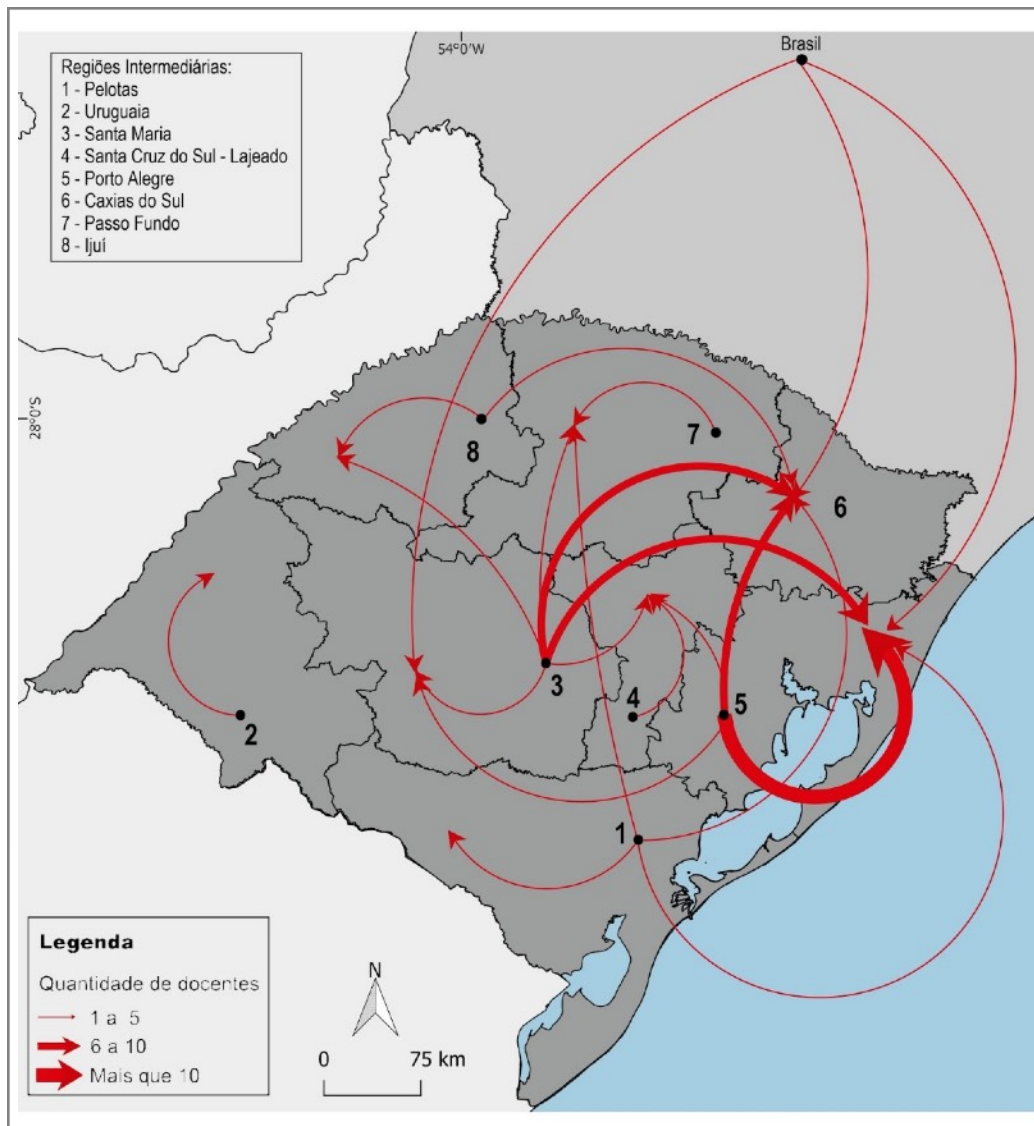 54°0'W
Brasil
Regiões Intermediárias:
1 - Pelotas
2 - Uruguaia
3 - Santa Maria
4 - Santa Cruz do Sul - Lajeado
5 - Porto Alegre
6 - Caxias do Sul
7 - Passo Fundo
8 - Ijuí
28°0'S
8
7
6
3
4
5
2
1
Legenda
Quantidade de docentes
1 a 5
6 a 10
Mais que 10
N
0 75 km